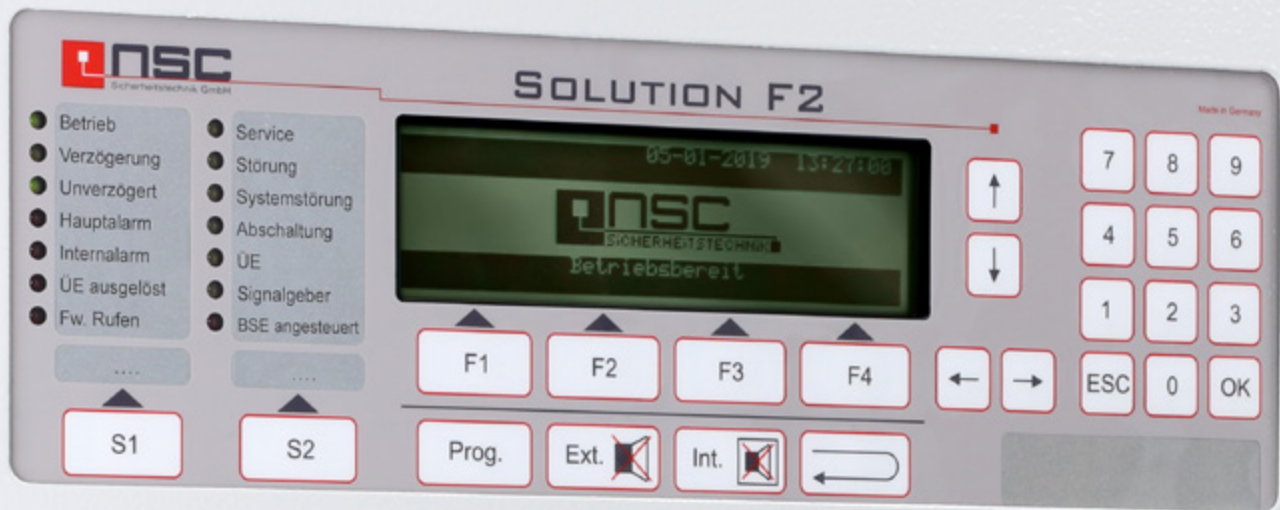 nsc
Sicherheitstechnik GmbH
SOLUTION F2
Made in Germany
Betrieb
Verzögerung
Unverzögert
Hauptalarm
Internalarm
ÜE ausgelöst
Fw. Rufen
....
S1
Service
Störung
Systemstörung
Abschaltung
ÜE
Signalgeber
BSE angesteuert
....
S2
05-01-2019 13:27:00
nsc
SiCHERHEiTSTECHNiK
Betriebsbereit
F1 F2 F3 F4
Prog. Ext. Int.
↑
↓
← →
7 8 9
4 5 6
1 2 3
ESC 0 OK